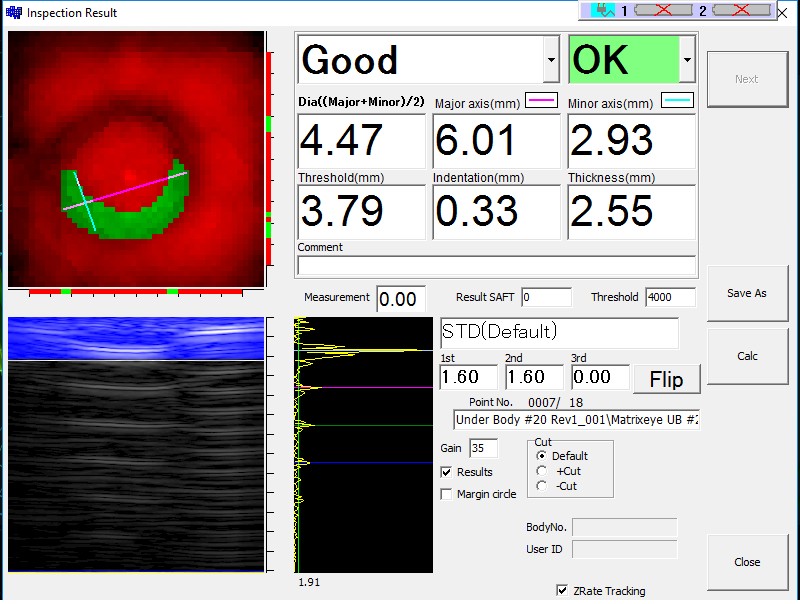 Inspection Result
1 2
Good OK
Next
Dia((Major+Minor)/2) Major axis(mm) Minor axis(mm)
4.47 6.01 2.93
Threshold(mm) Indentation(mm) Thickness(mm)
3.79 0.33 2.55
Comment
Measurement 0.00 Result SAFT 0 Threshold 4000
Save As
STD(Default)
1st 2nd 3rd
1.60 1.60 0.00 Flip
Calc
Point No. 0007/ 18
Under Body #20 Rev1_001\Matrixeye UB #2
Gain 35
Cut
Default
+Cut
-Cut
Results
Margin circle
BodyNo.
User ID
Close
1.91
ZRate Tracking